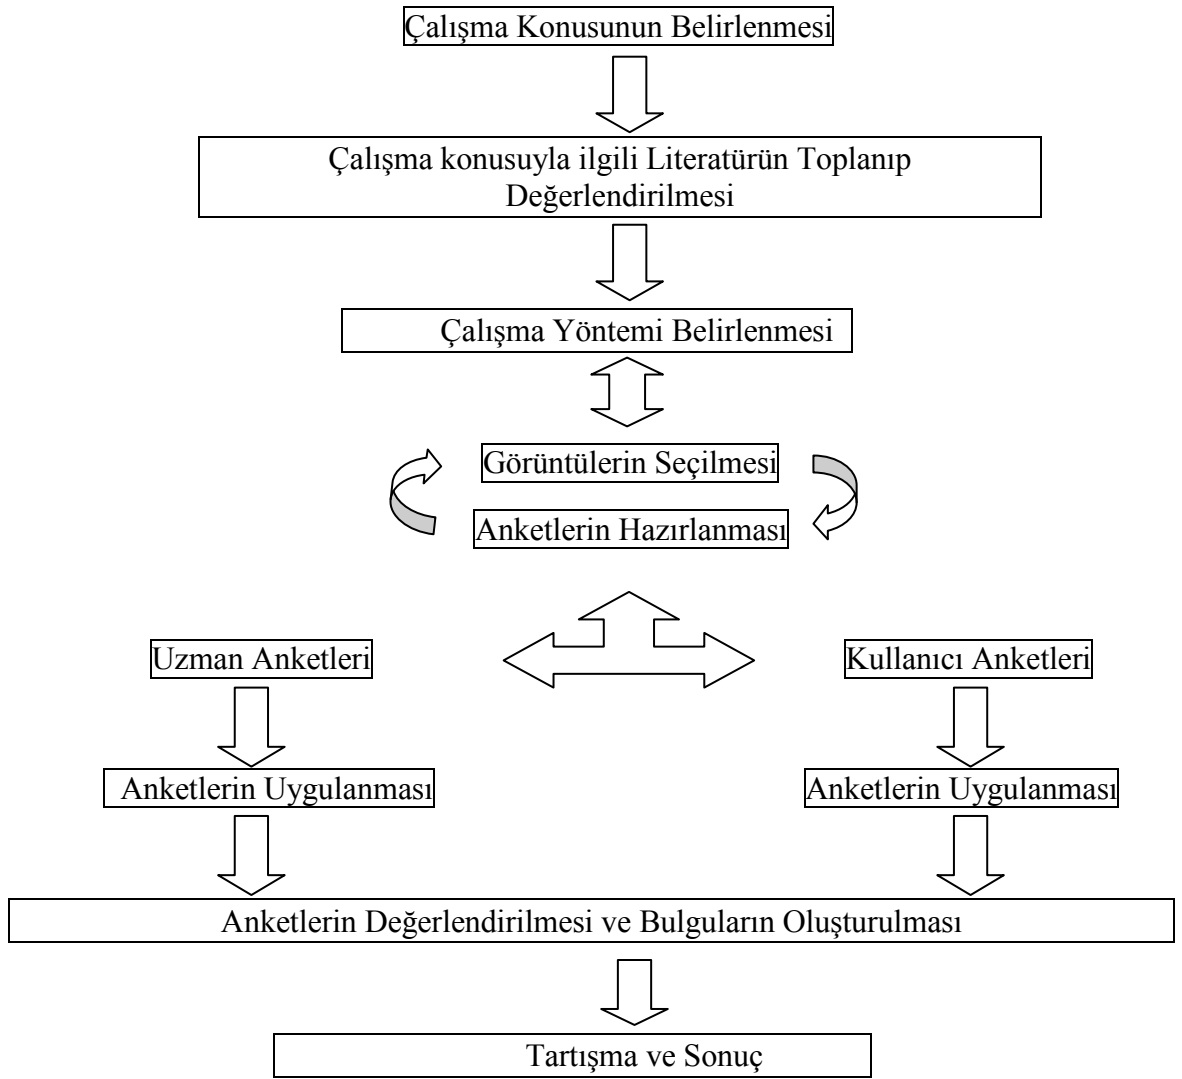 Çalışma Konusunun Belirlenmesi
Çalışma konusuyla ilgili Literatürün Toplanıp
Değerlendirilmesi
Çalışma Yöntemi Belirlenmesi
Görüntülerin Seçilmesi
Anketlerin Hazırlanması
Uzman Anketleri
Kullanıcı Anketleri
Anketlerin Uygulanması
Anketlerin Uygulanması
Anketlerin Değerlendirilmesi ve Bulguların Oluşturulması
Tartışma ve Sonuç